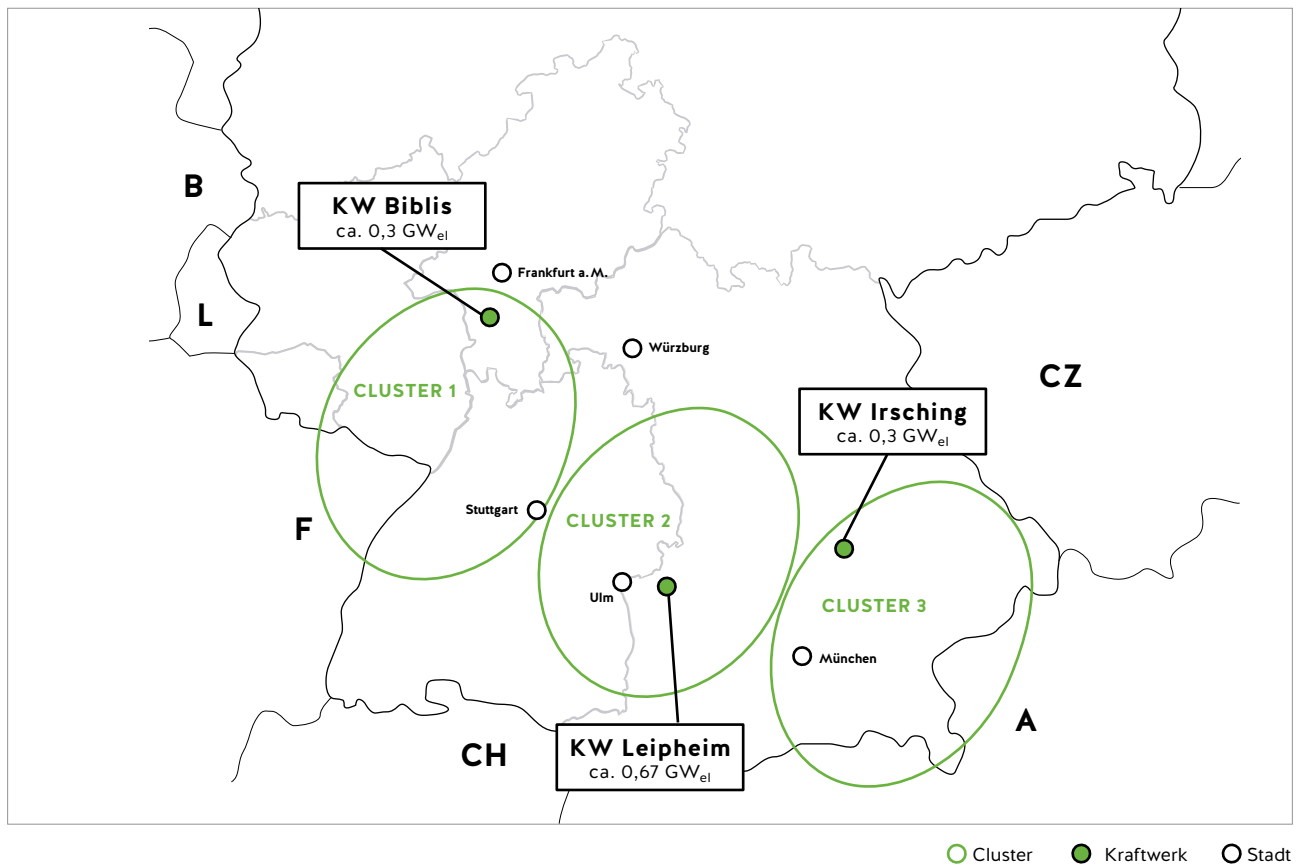 B
KW Biblis
ca. 0,3 GWel
Frankfurt a. M.
L
Würzburg
CZ
CLUSTER 1
KW Irsching
ca. 0,3 GWel
Stuttgart
F
CLUSTER 2
Ulm
CLUSTER 3
München
A
CH
KW Leipheim
ca. 0,67 GWel
Cluster
Kraftwerk
Stadt